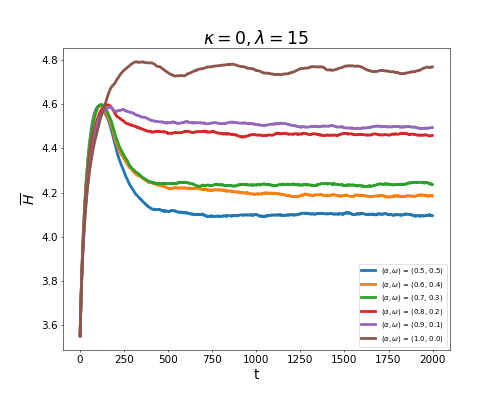 κ = 0, λ = 15
H̅
4.8
4.6
4.4
4.2
4.0
3.8
3.6
0 250 500 750 1000 1250 1500 1750 2000
t
(α, ω) = (0.5, 0.5)
(α, ω) = (0.6, 0.4)
(α, ω) = (0.7, 0.3)
(α, ω) = (0.8, 0.2)
(α, ω) = (0.9, 0.1)
(α, ω) = (1.0, 0.0)